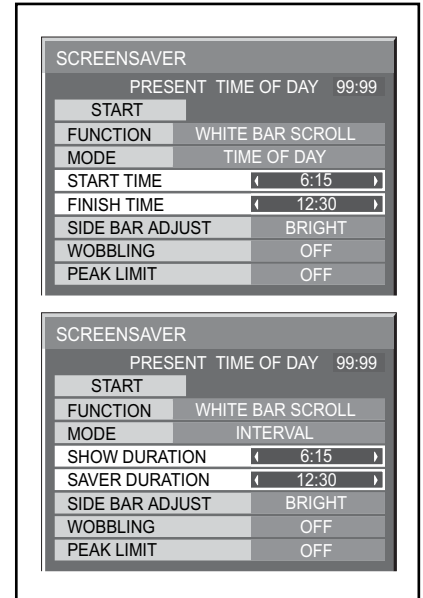 SCREENSAVER
PRESENT TIME OF DAY 99:99
START
FUNCTION WHITE BAR SCROLL
MODE TIME OF DAY
START TIME 6:15
FINISH TIME 12:30
SIDE BAR ADJUST BRIGHT
WOBBLING OFF
PEAK LIMIT OFF
SCREENSAVER
PRESENT TIME OF DAY 99:99
START
FUNCTION WHITE BAR SCROLL
MODE INTERVAL
SHOW DURATION 6:15
SAVER DURATION 12:30
SIDE BAR ADJUST BRIGHT
WOBBLING OFF
PEAK LIMIT OFF